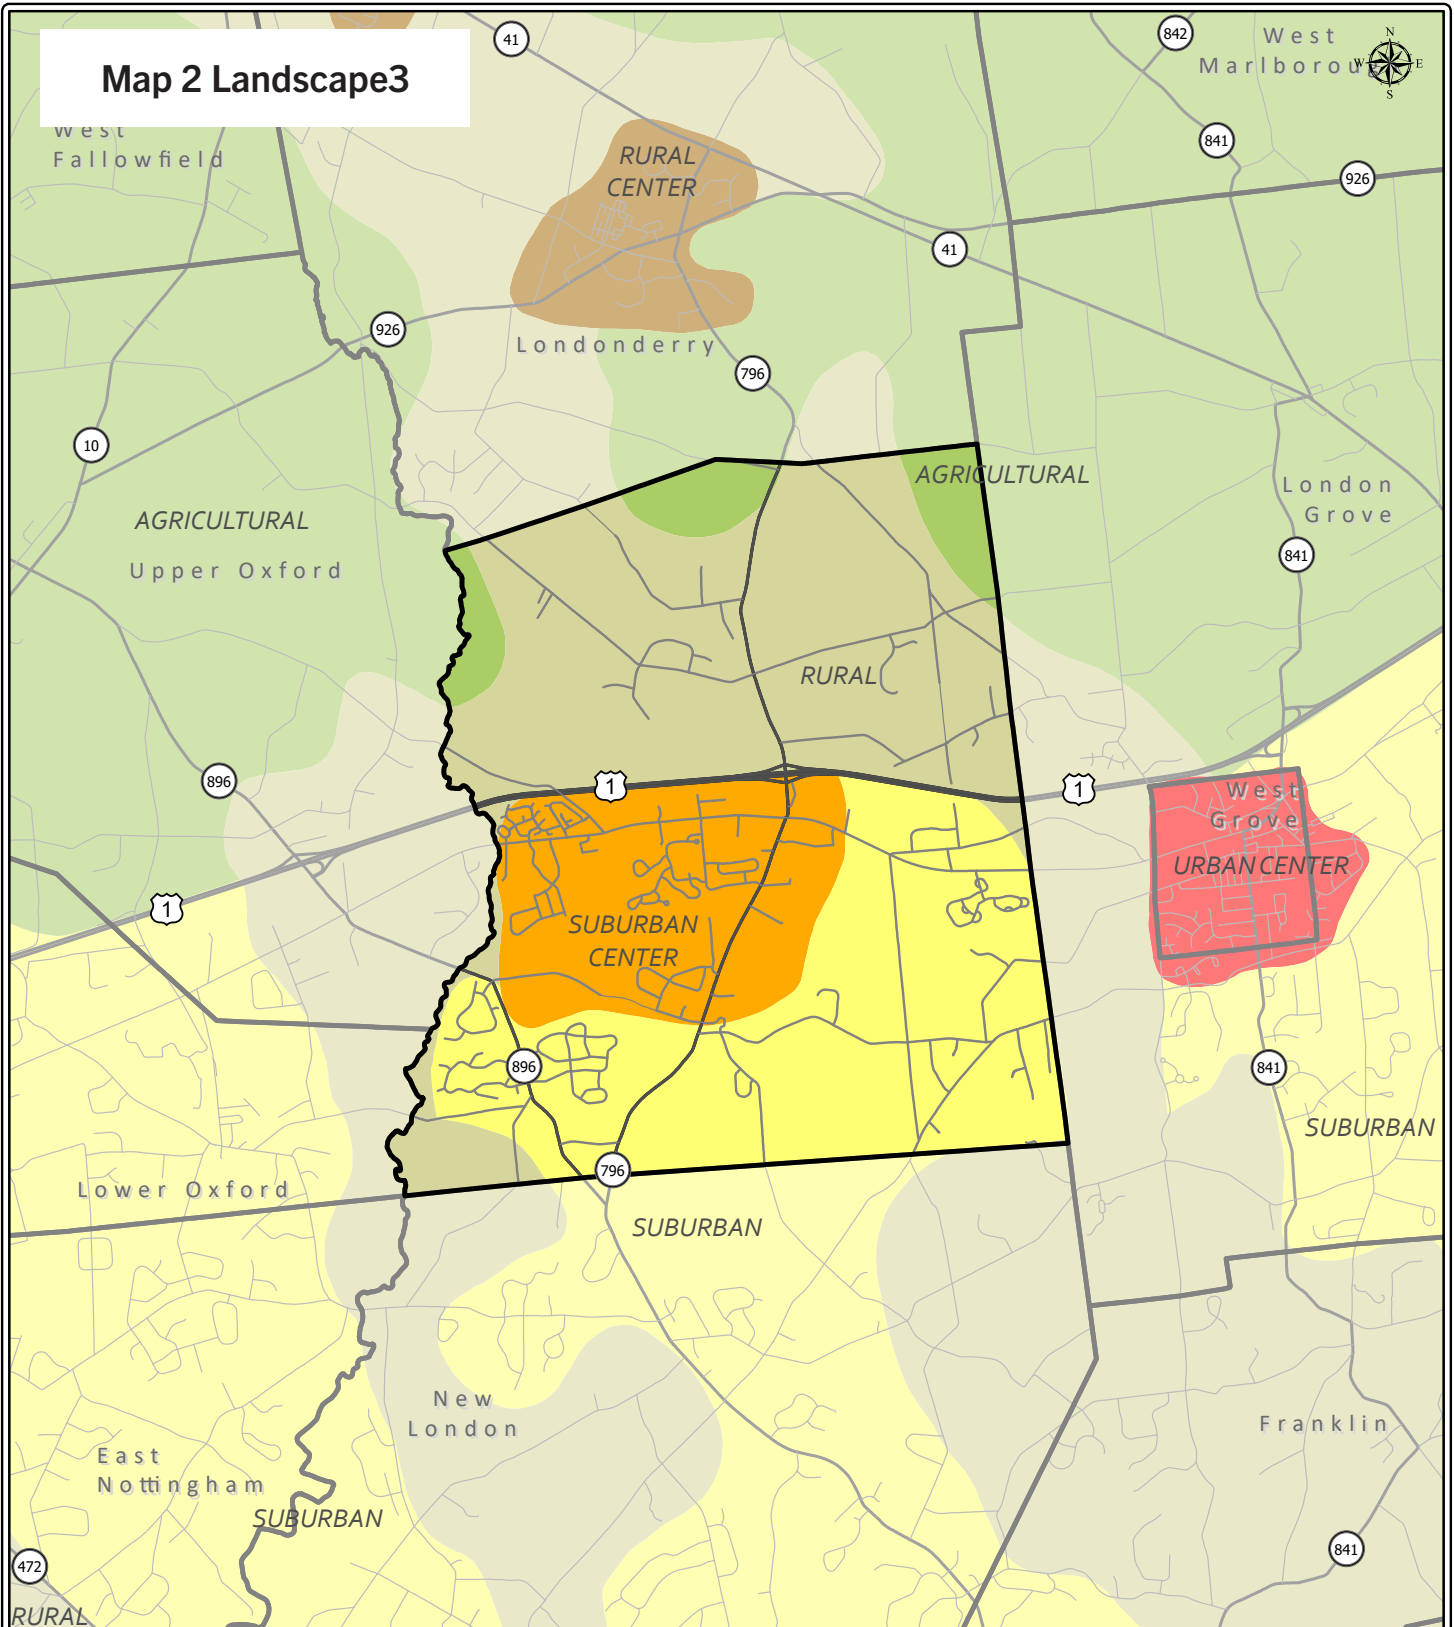 Map 2 Landscape3
41
842
West
Marlboroug
N
W
E
S
West
Fallowfield
841
RURAL
CENTER
926
41
926
Londonderry
796
10
AGRICULTURAL
London
Grove
AGRICULTURAL
841
Upper Oxford
RURAL
896
1
1
West
Grove
URBAN CENTER
1
SUBURBAN
CENTER
896
841
SUBURBAN
796
Lower Oxford
SUBURBAN
New
London
Franklin
East
Nottingham
SUBURBAN
841
472
RURAL